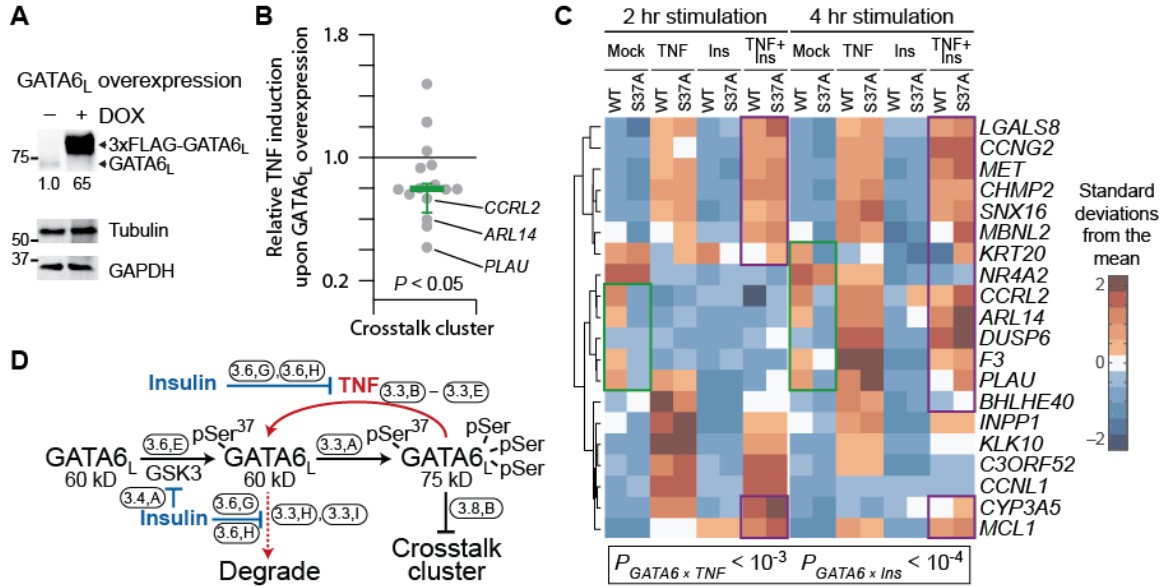 A
GATA6L overexpression
− + DOX
3xFLAG-GATA6L
75
GATA6L
1.0 65
50
Tubulin
37
GAPDH
B
Relative TNF induction
upon GATA6L overexpression
1.8
1.0
0.2
CCRL2
ARL14
PLAU
P < 0.05
Crosstalk cluster
C
2 hr stimulation 4 hr stimulation
Mock TNF Ins TNF+ Ins Mock TNF Ins TNF+ Ins
WT S37A WT S37A WT S37A WT S37A WT S37A WT S37A WT S37A WT S37A
LGALS8
CCNG2
MET
CHMP2
SNX16
MBNL2
KRT20
NR4A2
CCRL2
ARL14
DUSP6
F3
PLAU
BHLHE40
INPP1
KLK10
C3ORF52
CCNL1
CYP3A5
MCL1
Standard
deviations
from the
mean
2
0
−2
P GATA6 x TNF < 10-3 P GATA6 x Ins < 10-4
D
Insulin 3.6,G , 3.6,H TNF 3.3,B – 3.3,E
pSer37 pSer37 pSer
pSer
pSer
GATA6L 3.6,E GATA6L 3.3,A GATA6L
60 kD GSK3 60 kD 75 kD
3.4,A
Insulin 3.6,G 3.3,H , 3.3,I 3.8,B
3.6,H
Degrade
Crosstalk
cluster